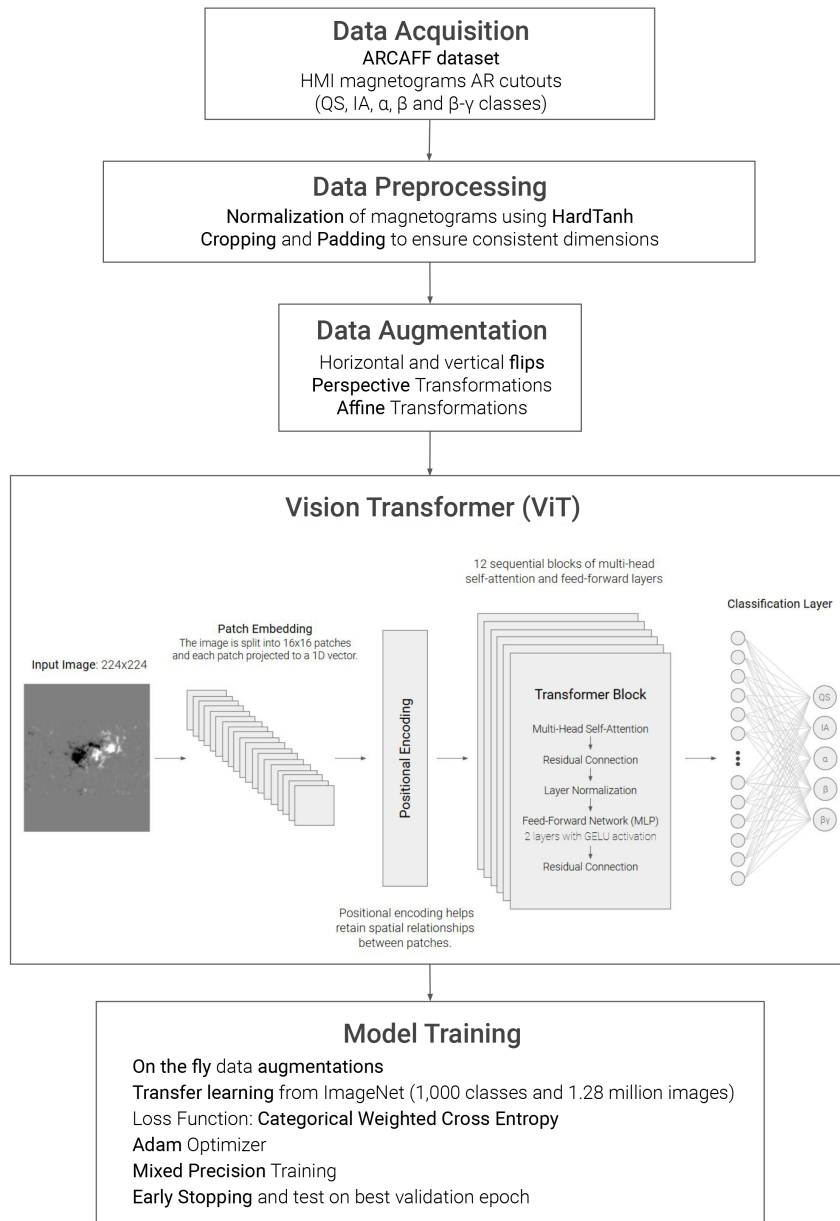 Data Acquisition
ARCAFF dataset
HMI magnetograms AR cutouts
(QS, IA, α, β and β-γ classes)
Data Preprocessing
Normalization of magnetograms using HardTanh
Cropping and Padding to ensure consistent dimensions
Data Augmentation
Horizontal and vertical flips
Perspective Transformations
Affine Transformations
Vision Transformer (ViT)
Input Image: 224x224
Patch Embedding
The image is split into 16x16 patches
and each patch projected to a 1D vector.
Positional Encoding
Positional encoding helps
retain spatial relationships
between patches.
12 sequential blocks of multi-head
self-attention and feed-forward layers
Transformer Block
Multi-Head Self-Attention
Residual Connection
Layer Normalization
Feed-Forward Network (MLP)
2 layers with GELU activation
Residual Connection
Classification Layer
QS
IA
α
β
βγ
Model Training
On the fly data augmentations
Transfer learning from ImageNet (1,000 classes and 1.28 million images)
Loss Function: Categorical Weighted Cross Entropy
Adam Optimizer
Mixed Precision Training
Early Stopping and test on best validation epoch